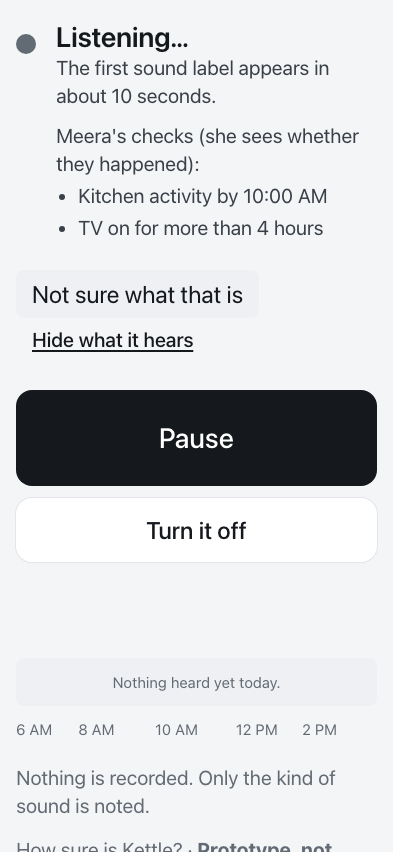 Listening...
The first sound label appears in
about 10 seconds.
Meera's checks (she sees whether
they happened):
• Kitchen activity by 10:00 AM
• TV on for more than 4 hours
Not sure what that is
Hide what it hears
Pause
Turn it off
Nothing heard yet today.
6 AM 8 AM 10 AM 12 PM 2 PM
Nothing is recorded. Only the kind of
sound is noted.
How sure is Kettle? · Prototype, not